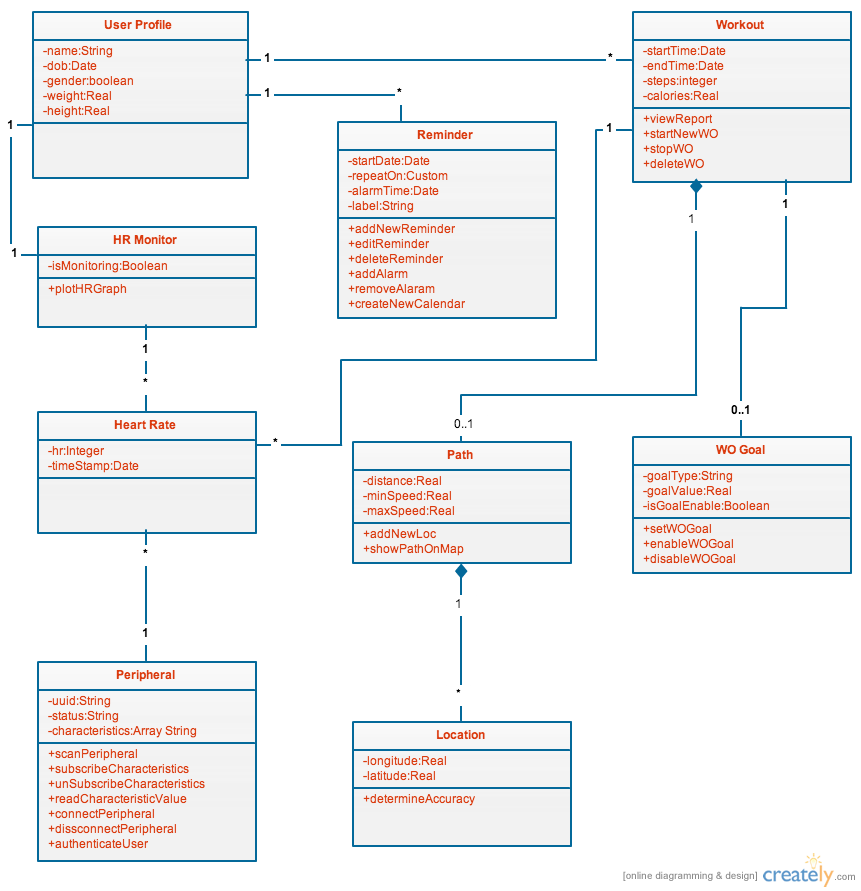 User Profile
-name:String
-dob:Date
-gender:boolean
-weight:Real
-height:Real
1
*
1
*
1
1
Workout
-startTime:Date
-endTime:Date
-steps:integer
-calories:Real
+viewReport
+startNewWO
+stopWO
+deleteWO
1
1
1
Reminder
-startDate:Date
-repeatOn:Custom
-alarmTime:Date
-label:String
+addNewReminder
+editReminder
+deleteReminder
+addAlarm
+removeAlaram
+createNewCalendar
HR Monitor
-isMonitoring:Boolean
+plotHRGraph
1
*
Heart Rate
-hr:Integer
-timeStamp:Date
*
*
1
0..1
Path
-distance:Real
-minSpeed:Real
-maxSpeed:Real
+addNewLoc
+showPathOnMap
1
*
0..1
WO Goal
-goalType:String
-goalValue:Real
-isGoalEnable:Boolean
+setWOGoal
+enableWOGoal
+disableWOGoal
Peripheral
-uuid:String
-status:String
-characteristics:Array String
+scanPeripheral
+subscribeCharacteristics
+unSubscribeCharacteristics
+readCharacteristicValue
+connectPeripheral
+dissconnectPeripheral
+authenticateUser
Location
-longitude:Real
-latitude:Real
+determineAccuracy
[online diagramming & design] creately.com